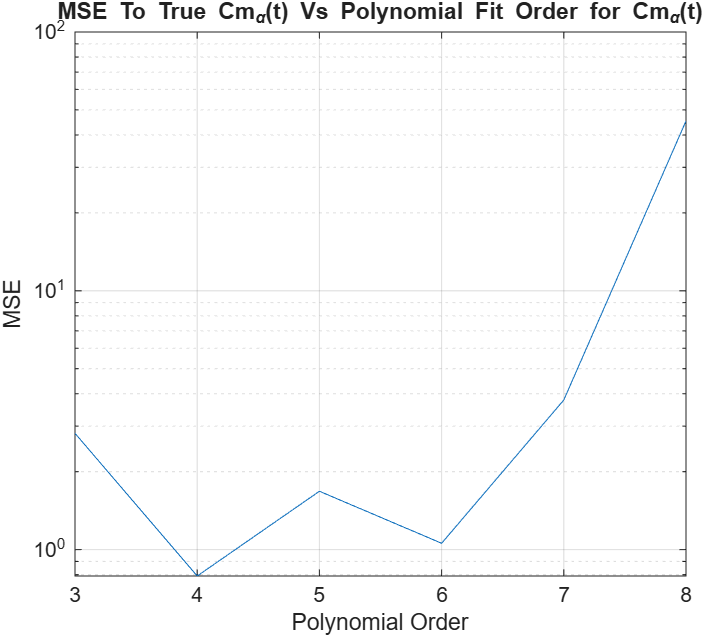 MSE To True Cmα(t) Vs Polynomial Fit Order for Cmα(t)
10²
10¹
10⁰
MSE
3 4 5 6 7 8
Polynomial Order